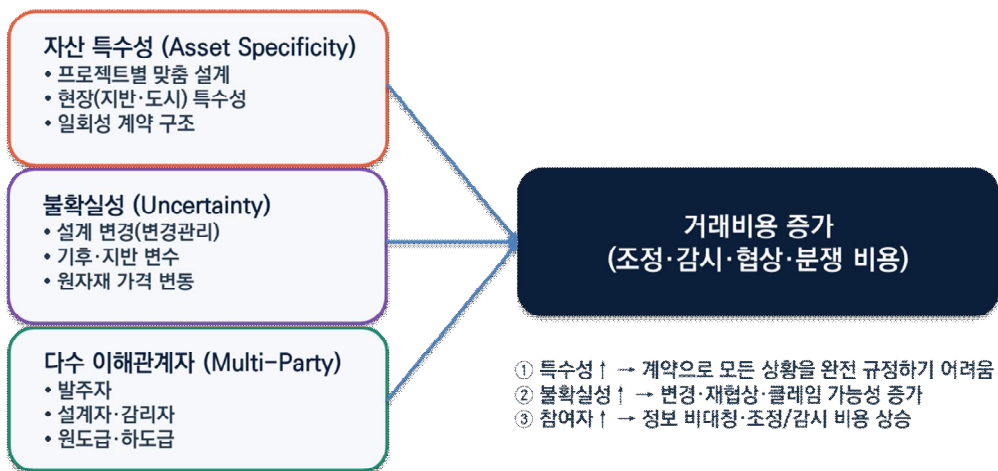 자산 특수성 (Asset Specificity)
• 프로젝트별 맞춤 설계
• 현장(지반·도시) 특수성
• 일회성 계약 구조
불확실성 (Uncertainty)
• 설계 변경(변경관리)
• 기후·지반 변수
• 원자재 가격 변동
다수 이해관계자 (Multi-Party)
• 발주자
• 설계자·감리자
• 원도급·하도급
거래비용 증가
(조정·감시·협상·분쟁 비용)
① 특수성↑ → 계약으로 모든 상황을 완전 규정하기 어려움
② 불확실성↑ → 변경·재협상·클레임 가능성 증가
③ 참여자↑ → 정보 비대칭·조정/감시 비용 상승